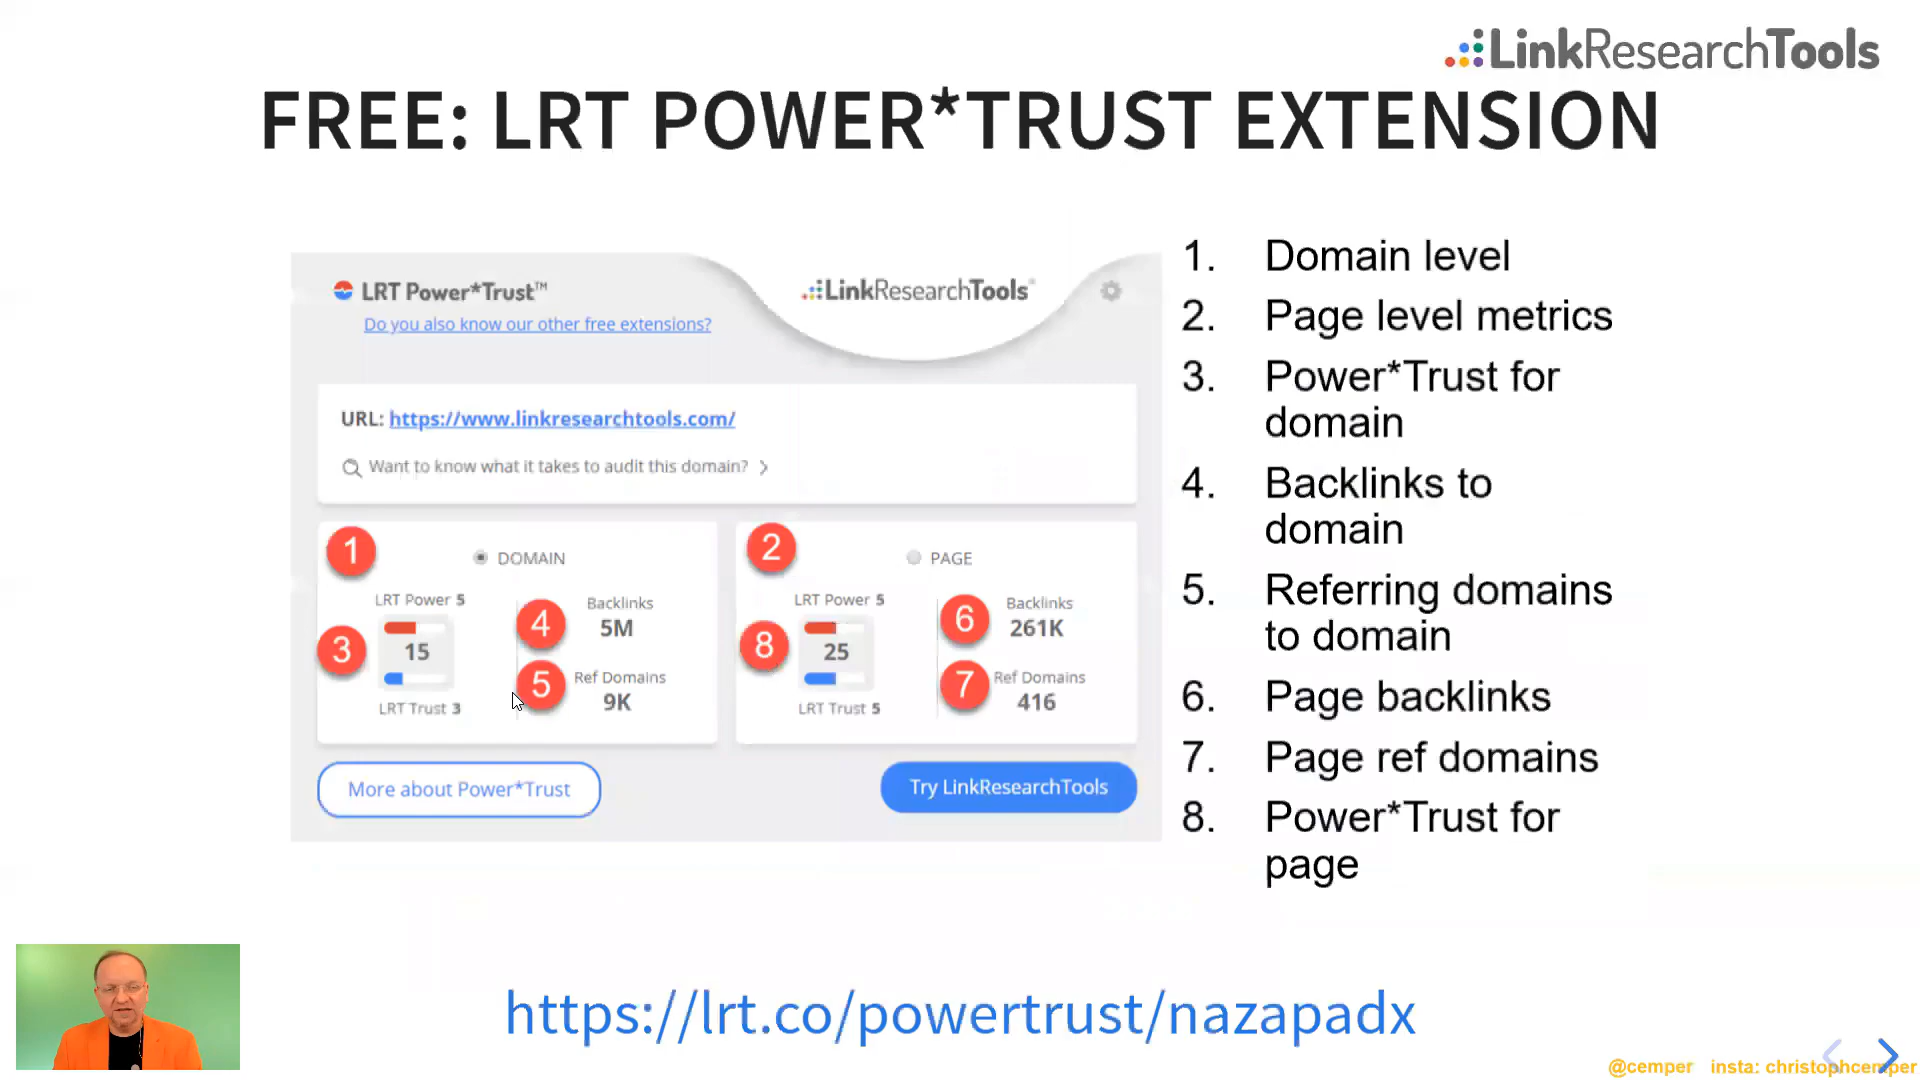 LinkResearchTools
FREE: LRT POWER*TRUST EXTENSION
LRT Power*Trust™
Do you also know our other free extensions?
LinkResearchTools®
URL: https://www.linkresearchtools.com/
Want to know what it takes to audit this domain?
1
DOMAIN
LRT Power 5
3
15
LRT Trust 3
4
Backlinks
5M
5
Ref Domains
9K
2
PAGE
LRT Power 5
8
25
LRT Trust 5
6
Backlinks
261K
7
Ref Domains
416
More about Power*Trust
Try LinkResearchTools
1. Domain level
2. Page level metrics
3. Power*Trust for
domain
4. Backlinks to
domain
5. Referring domains
to domain
6. Page backlinks
7. Page ref domains
8. Power*Trust for
page
https://lrt.co/powertrust/nazapadx
@cemper insta: christophcemper